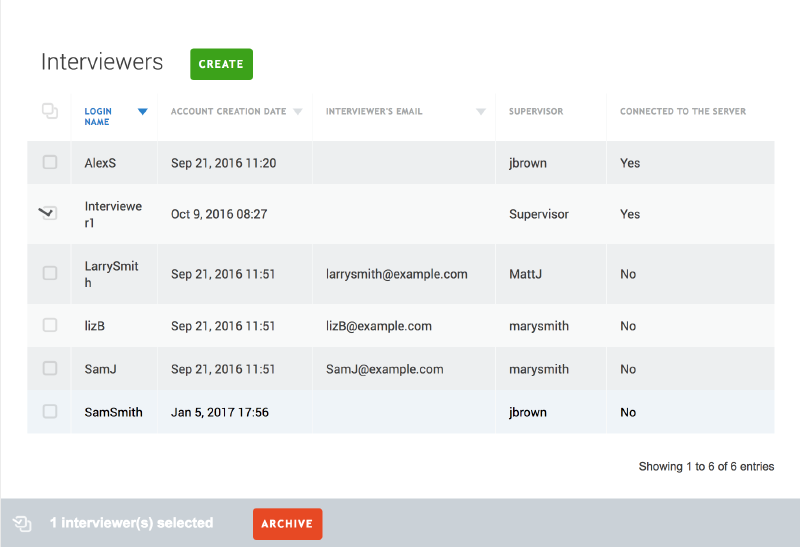 Interviewers CREATE
LOGIN NAME ACCOUNT CREATION DATE INTERVIEWER'S EMAIL SUPERVISOR CONNECTED TO THE SERVER
AlexS Sep 21, 2016 11:20 jbrown Yes
Interviewe
r1 Oct 9, 2016 08:27 Supervisor Yes
LarrySmit
h Sep 21, 2016 11:51 larrysmith@example.com MattJ No
lizB Sep 21, 2016 11:51 lizB@example.com marysmith No
SamJ Sep 21, 2016 11:51 SamJ@example.com marysmith No
SamSmith Jan 5, 2017 17:56 jbrown No
Showing 1 to 6 of 6 entries
1 interviewer(s) selected ARCHIVE